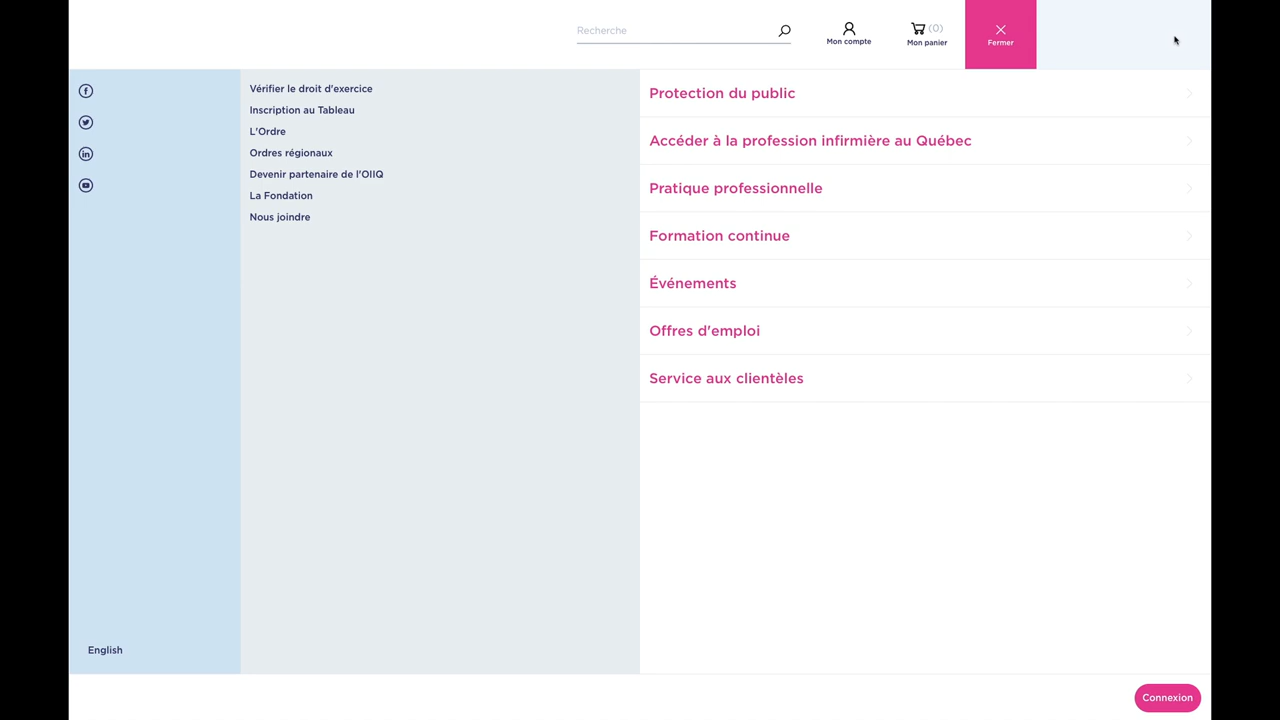 Recherche
Mon compte
(0)
Mon panier
Fermer
Vérifier le droit d'exercice
Inscription au Tableau
L'Ordre
Ordres régionaux
Devenir partenaire de l'OIIQ
La Fondation
Nous joindre
English
Protection du public
Accéder à la profession infirmière au Québec
Pratique professionnelle
Formation continue
Événements
Offres d'emploi
Service aux clientèles
Connexion